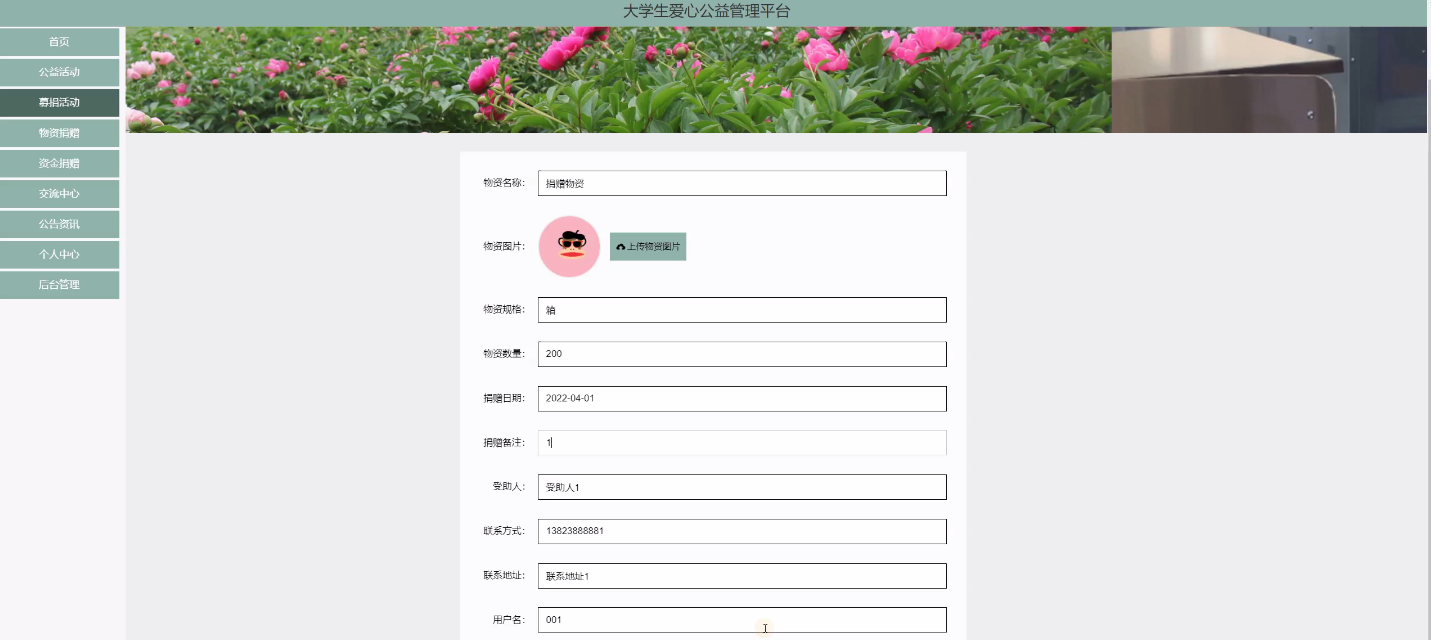 大学生爱心公益管理平台
首页
公益活动
募捐活动
物资捐赠
资金捐赠
交流中心
公告资讯
个人中心
后台管理
物资名称： 捐赠物资
物资图片： 上传物资图片
物资规格： 箱
物资数量： 200
捐赠日期： 2022-04-01
捐赠备注： 1
受助人： 受助人1
联系方式： 13823888881
联系地址： 联系地址1
用户名： 001